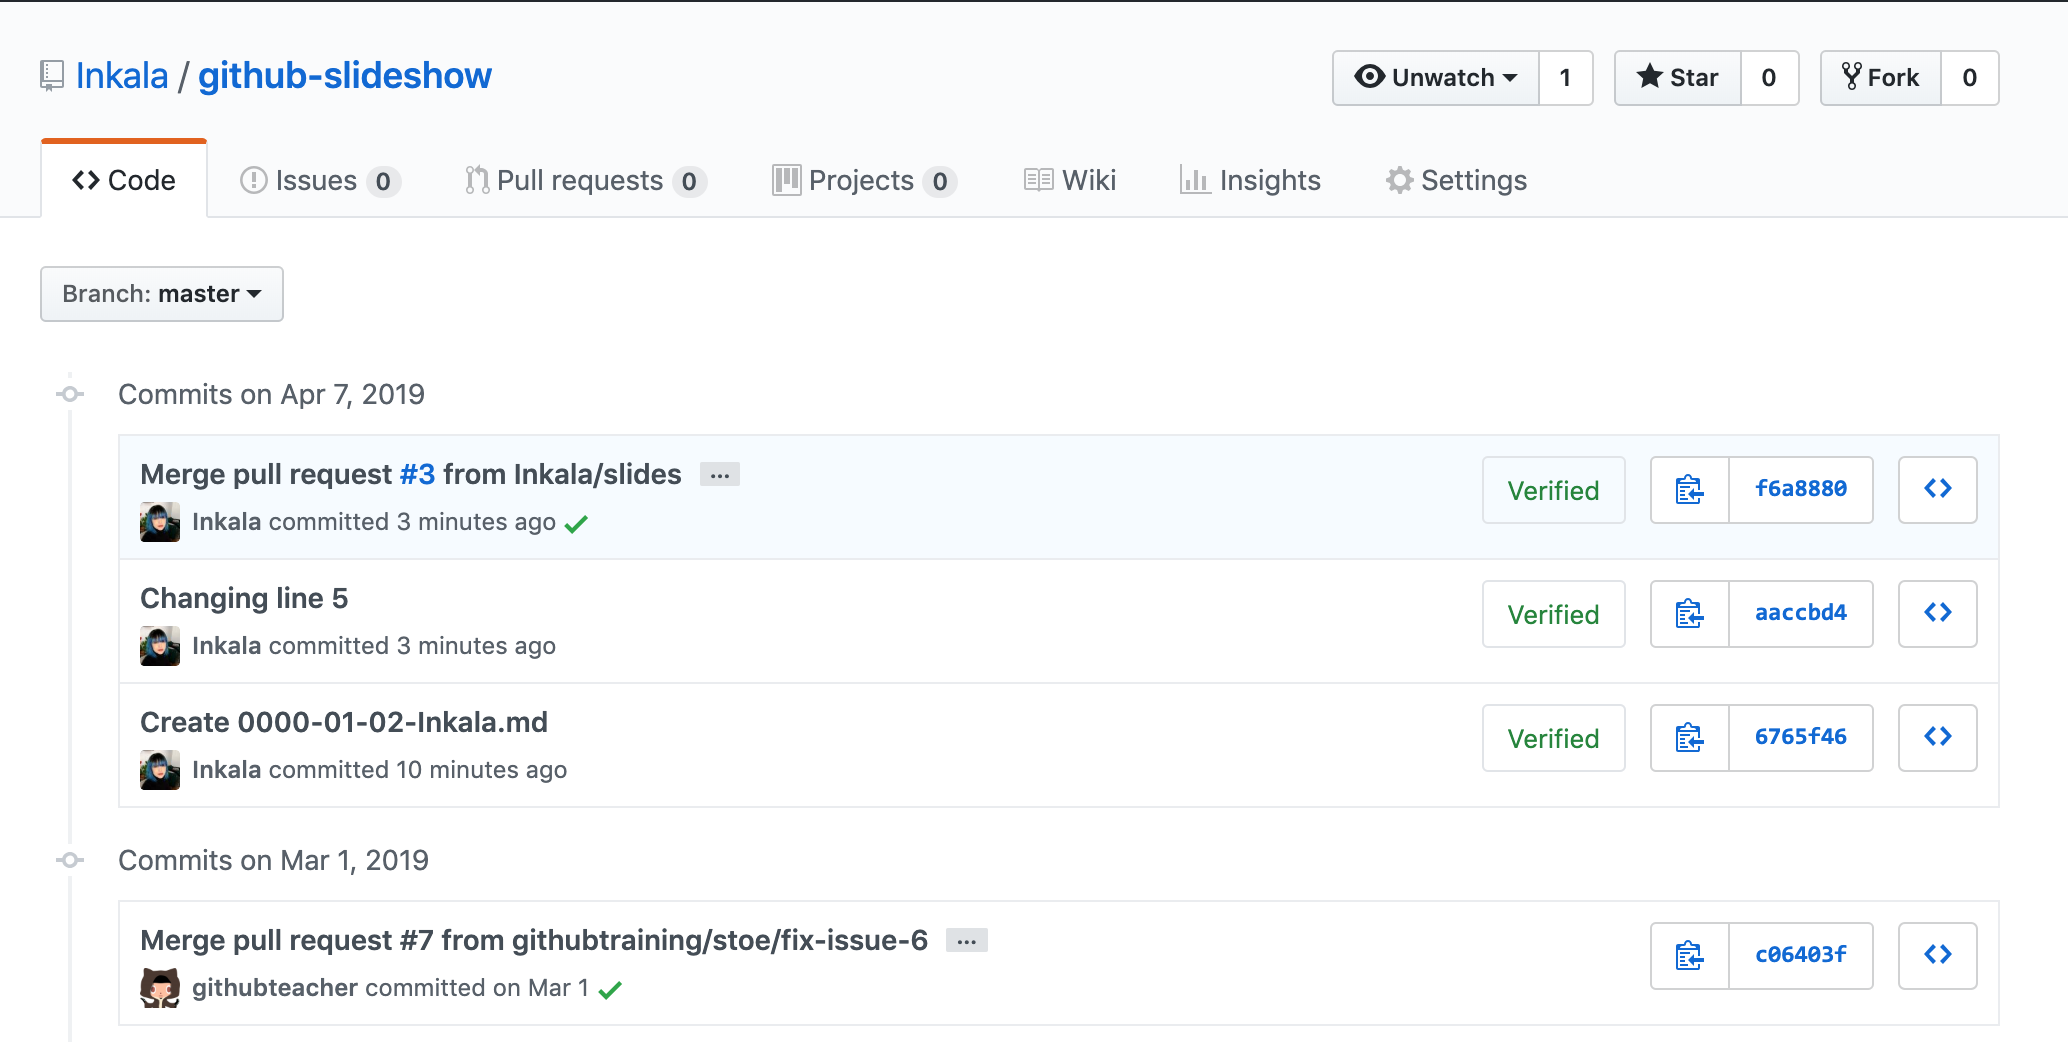 Inkala / github-slideshow
Unwatch 1
Star 0
Fork 0
Code
Issues 0
Pull requests 0
Projects 0
Wiki
Insights
Settings
Branch: master
Commits on Apr 7, 2019
Merge pull request #3 from Inkala/slides ...
Inkala committed 3 minutes ago
Verified
f6a8880
Changing line 5
Inkala committed 3 minutes ago
Verified
aaccbd4
Create 0000-01-02-Inkala.md
Inkala committed 10 minutes ago
Verified
6765f46
Commits on Mar 1, 2019
Merge pull request #7 from githubtraining/stoe/fix-issue-6 ...
githubteacher committed on Mar 1
c06403f